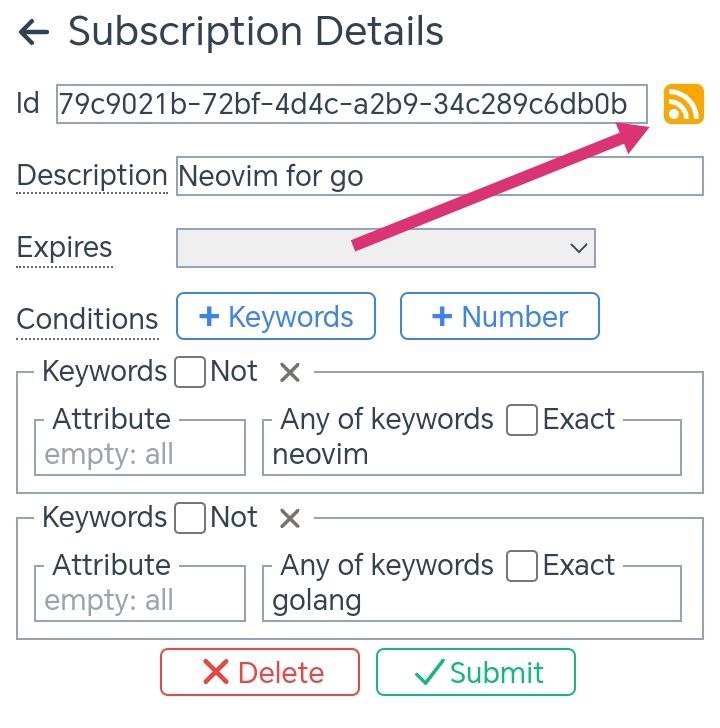 Subscription Details
Id 79c9021b-72bf-4d4c-a2b9-34c289c6db0b
Description Neovim for go
Expires
Conditions + Keywords + Number
Keywords Not
Attribute Any of keywords Exact
empty: all neovim
Keywords Not
Attribute Any of keywords Exact
empty: all golang
Delete Submit